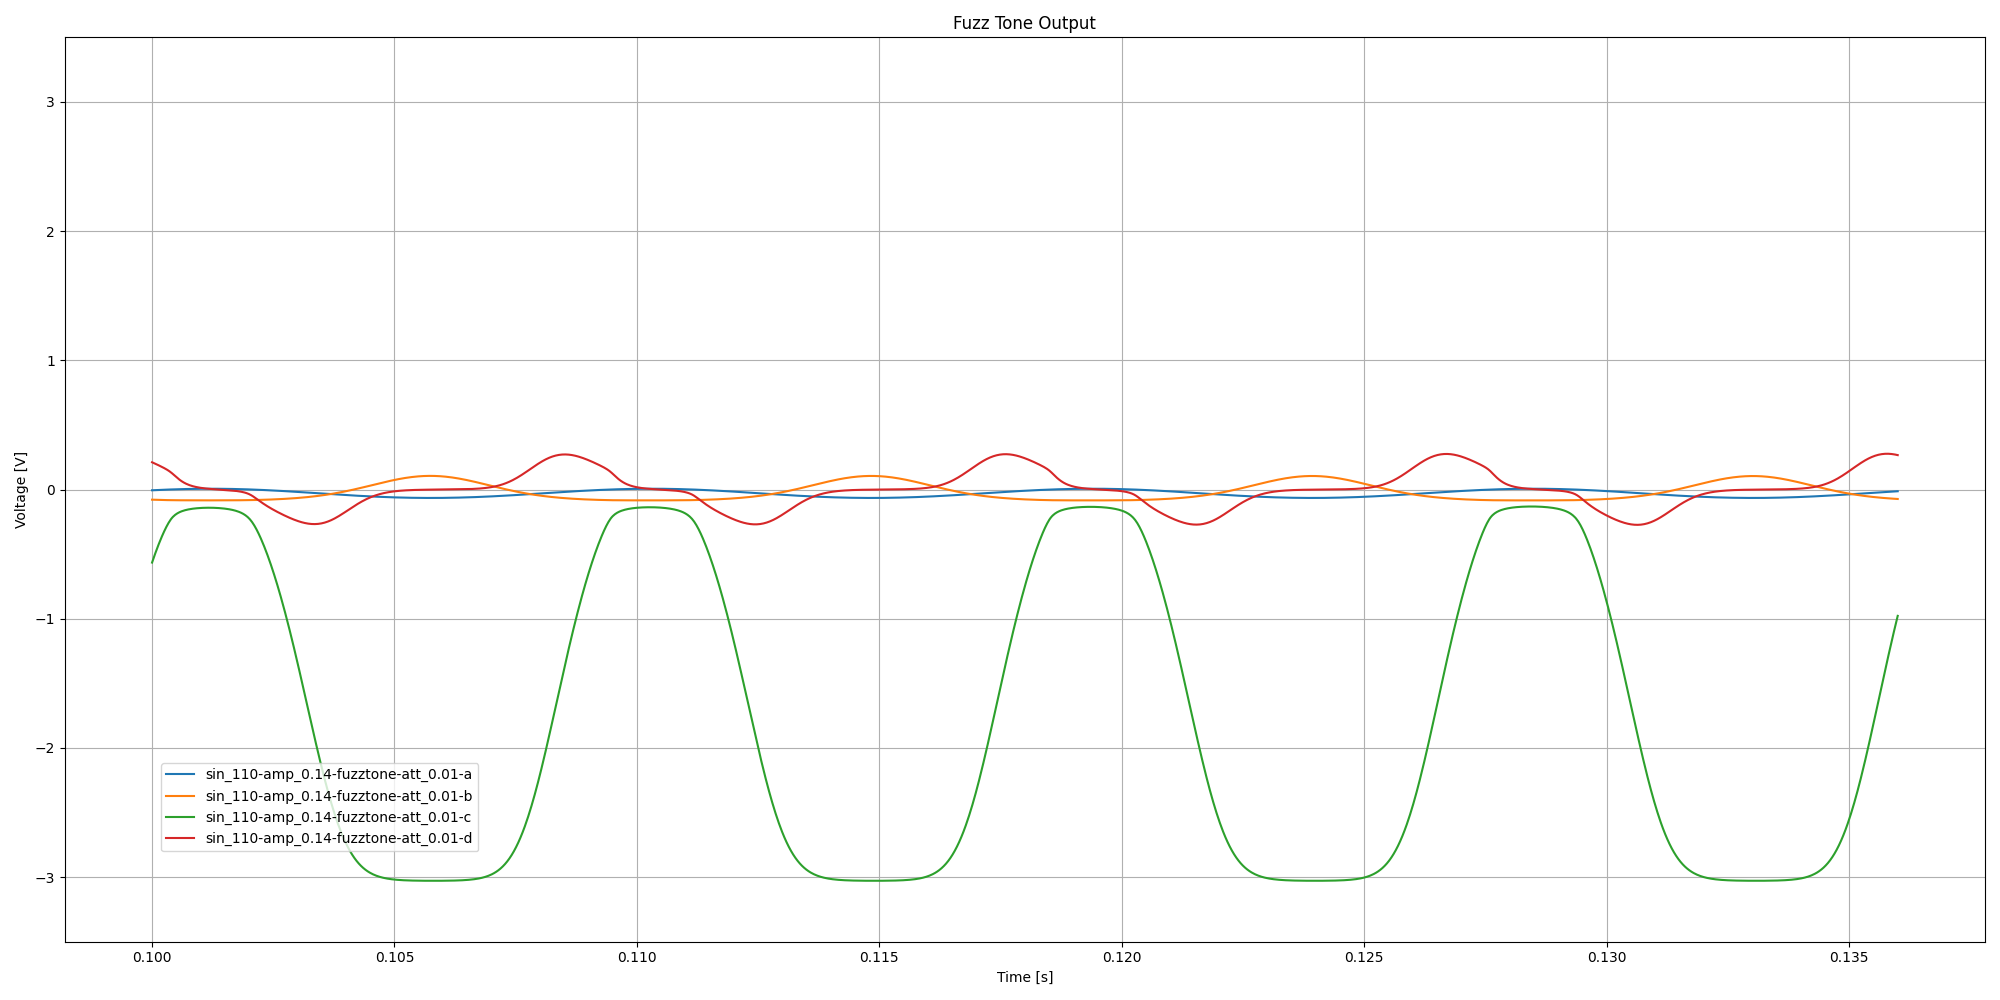 Fuzz Tone Output
Voltage [V]
3
2
1
0
−1
−2
−3
sin_110-amp_0.14-fuzztone-att_0.01-a
sin_110-amp_0.14-fuzztone-att_0.01-b
sin_110-amp_0.14-fuzztone-att_0.01-c
sin_110-amp_0.14-fuzztone-att_0.01-d
0.100 0.105 0.110 0.115 0.120 0.125 0.130 0.135
Time [s]